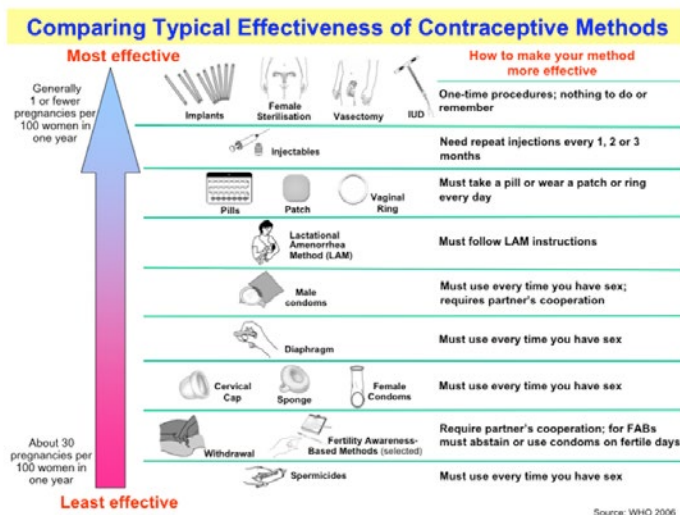 Comparing Typical Effectiveness of Contraceptive Methods
Most effective
How to make your method
more effective
Generally
1 or fewer
pregnancies per
100 women in
one year
Implants
Female
Sterilisation
Vasectomy
IUD
One-time procedures; nothing to do or
remember
Injectables
Need repeat injections every 1, 2 or 3
months
Pills
Patch
Vaginal
Ring
Must take a pill or wear a patch or ring
every day
Lactational
Amenorrhea
Method (LAM)
Must follow LAM instructions
Male
condoms
Must use every time you have sex;
requires partner's cooperation
Diaphragm
Must use every time you have sex
Cervical
Cap
Sponge
Female
Condoms
Must use every time you have sex
Withdrawal
Fertility Awareness-
Based Methods (selected)
Require partner's cooperation; for FABs
must abstain or use condoms on fertile days
About 30
pregnancies per
100 women in
one year
Spermicides
Must use every time you have sex
Least effective
Source: WHO 2006